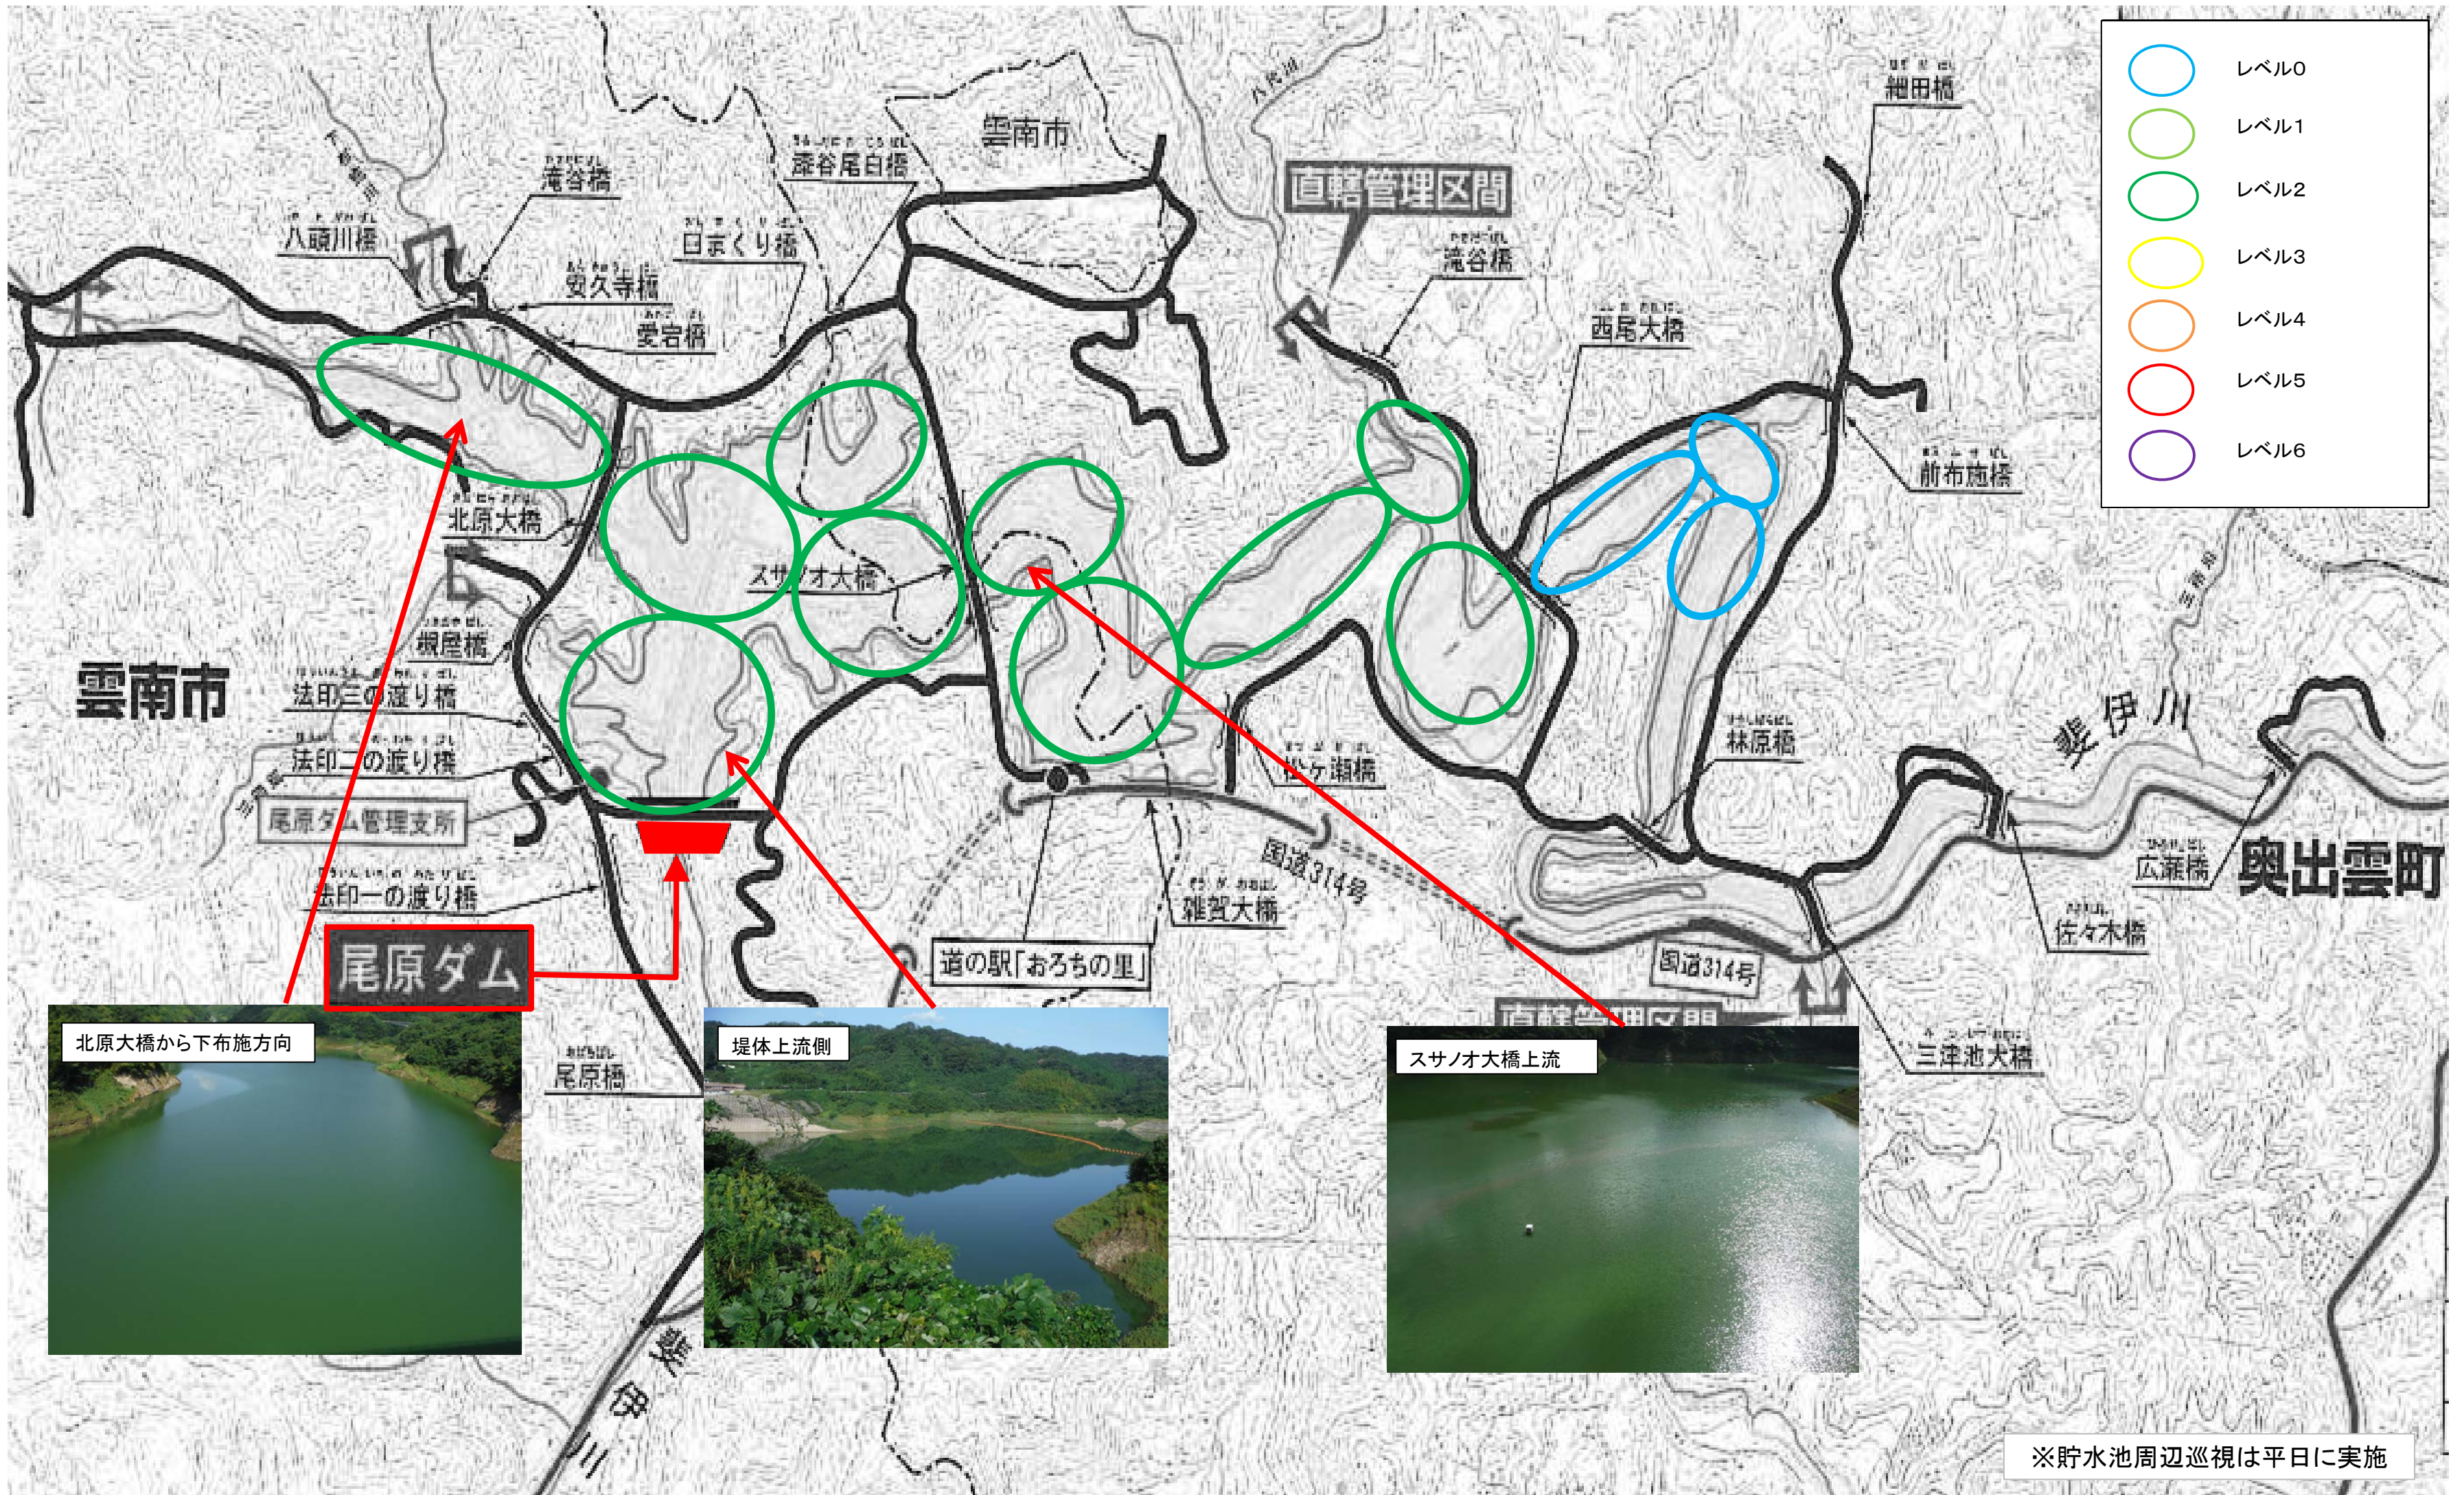 レベル0
レベル1
レベル2
レベル3
レベル4
レベル5
レベル6
細田橋
雲南市
直轄管理区間
滝谷橋
八頭川橋
日まくり橋
滝谷橋
安久寺橋
愛宕橋
西尾大橋
前布施橋
北原大橋
スサノオ大橋
槻屋橋
雲南市
法印三の渡り橋
法印二の渡り橋
尾原ダム管理支所
法印一の渡り橋
尾原ダム
林原橋
松ヶ瀬橋
斐伊川
国道314号
雑賀大橋
道の駅「おろちの里」
国道314号
広瀬橋
奥出雲町
佐々木橋
直轄管理区間
三津池大橋
尾原橋
北原大橋から下布施方向
堤体上流側
スサノオ大橋上流
斐伊川
※貯水池周辺巡視は平日に実施